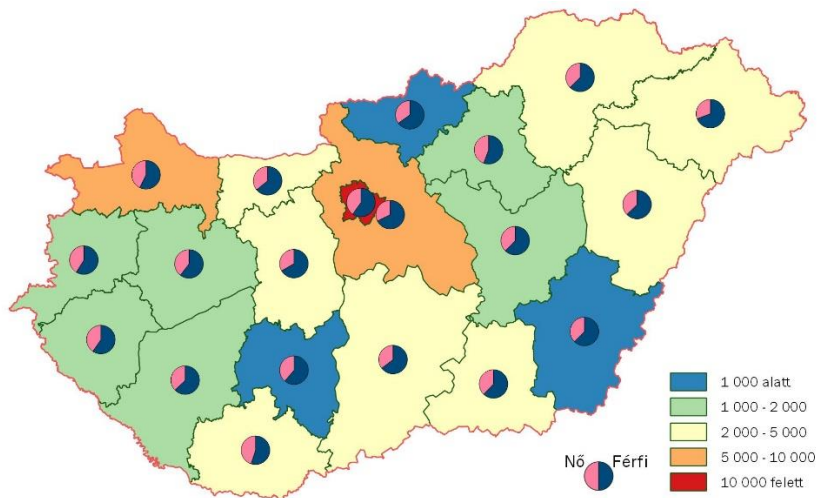 1 000 alatt
1 000 - 2 000
2 000 - 5 000
5 000 - 10 000
10 000 felett
Nő Férfi